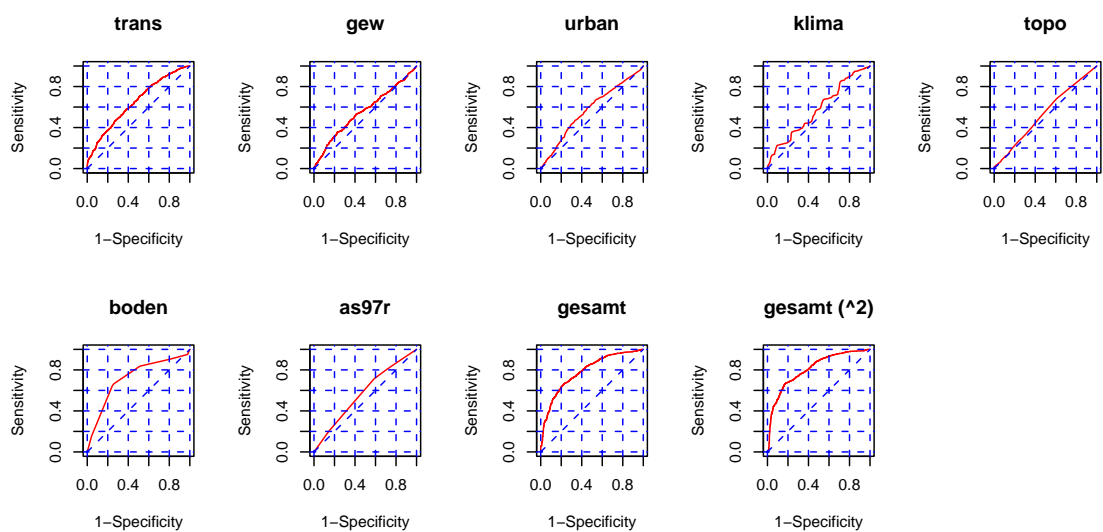 trans
Sensitivity
0.0 0.4 0.8
0.0 0.4 0.8
1−Specificity
gew
Sensitivity
0.0 0.4 0.8
0.0 0.4 0.8
1−Specificity
urban
Sensitivity
0.0 0.4 0.8
0.0 0.4 0.8
1−Specificity
klima
Sensitivity
0.0 0.4 0.8
0.0 0.4 0.8
1−Specificity
topo
Sensitivity
0.0 0.4 0.8
0.0 0.4 0.8
1−Specificity
boden
Sensitivity
0.0 0.4 0.8
0.0 0.4 0.8
1−Specificity
as97r
Sensitivity
0.0 0.4 0.8
0.0 0.4 0.8
1−Specificity
gesamt
Sensitivity
0.0 0.4 0.8
0.0 0.4 0.8
1−Specificity
gesamt (^2)
Sensitivity
0.0 0.4 0.8
0.0 0.4 0.8
1−Specificity